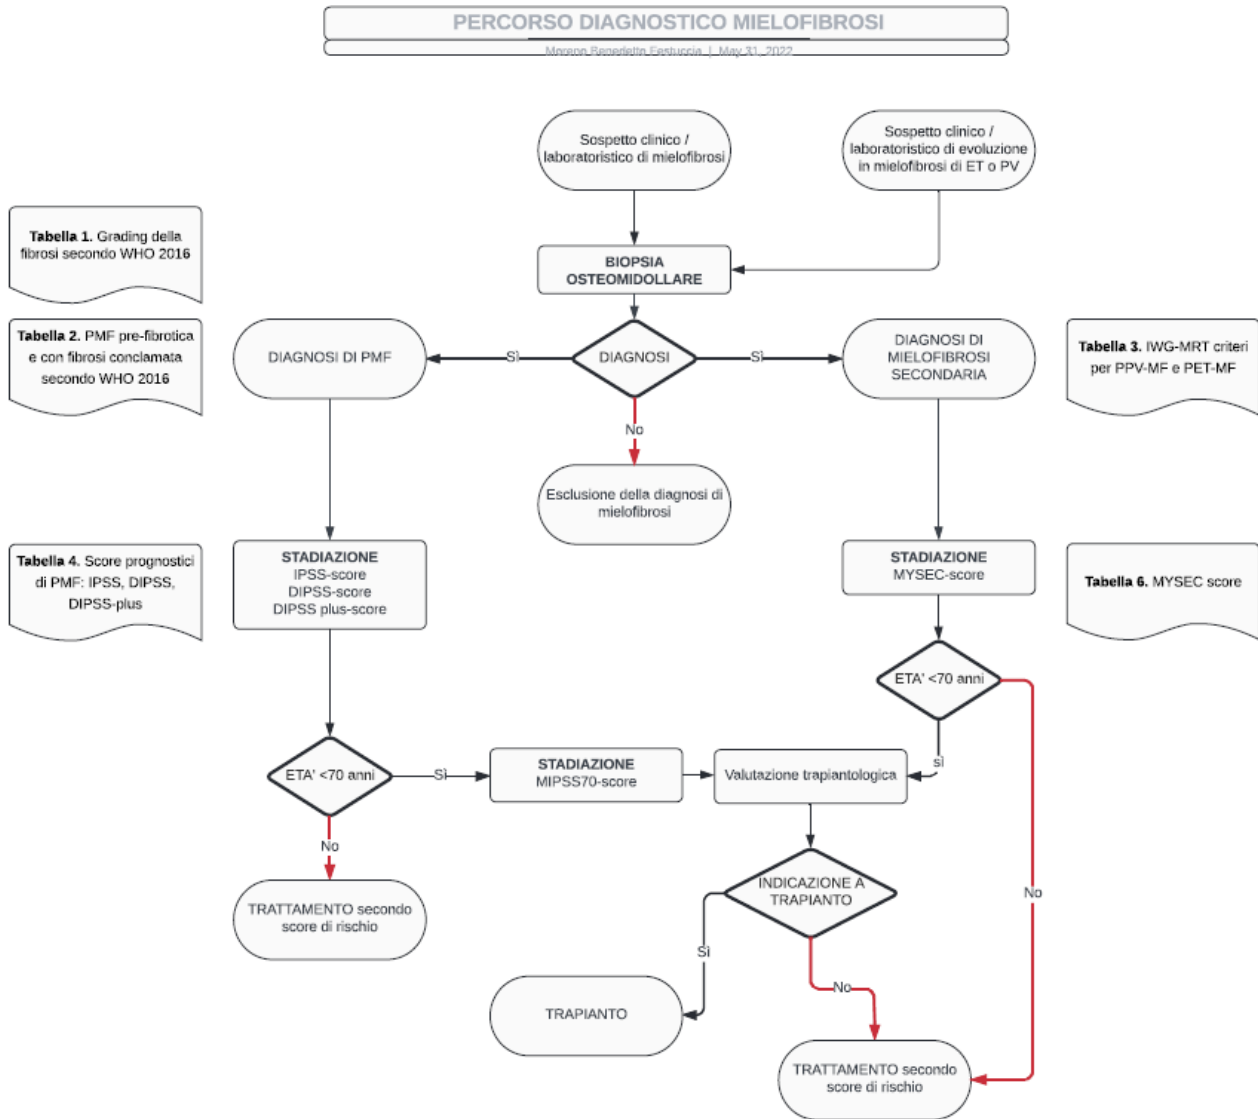 PERCORSO DIAGNOSTICO MIELOFIBROSI
Moreno Benedetto Festuccia | May 31, 2022
Sospetto clinico /
laboratoristico di mielofibrosi
Sospetto clinico /
laboratoristico di evoluzione
in mielofibrosi di ET o PV
Tabella 1. Grading della
fibrosi secondo WHO 2016
BIOPSIA
OSTEOMIDOLLARE
Tabella 2. PMF pre-fibrotica
e con fibrosi conclamata
secondo WHO 2016
DIAGNOSI DI PMF
Sì
DIAGNOSI
Sì
DIAGNOSI DI
MIELOFIBROSI
SECONDARIA
Tabella 3. IWG-MRT criteri
per PPV-MF e PET-MF
No
Esclusione della diagnosi di
mielofibrosi
Tabella 4. Score prognostici
di PMF: IPSS, DIPSS,
DIPSS-plus
STADIAZIONE
IPSS-score
DIPSS-score
DIPSS plus-score
STADIAZIONE
MYSEC-score
Tabella 6. MYSEC score
ETA' <70 anni
ETA' <70 anni
Sì
STADIAZIONE
MIPSS70-score
Valutazione trapiantologica
sì
No
TRATTAMENTO secondo
score di rischio
INDICAZIONE A
TRAPIANTO
No
Sì
No
TRAPIANTO
TRATTAMENTO secondo
score di rischio